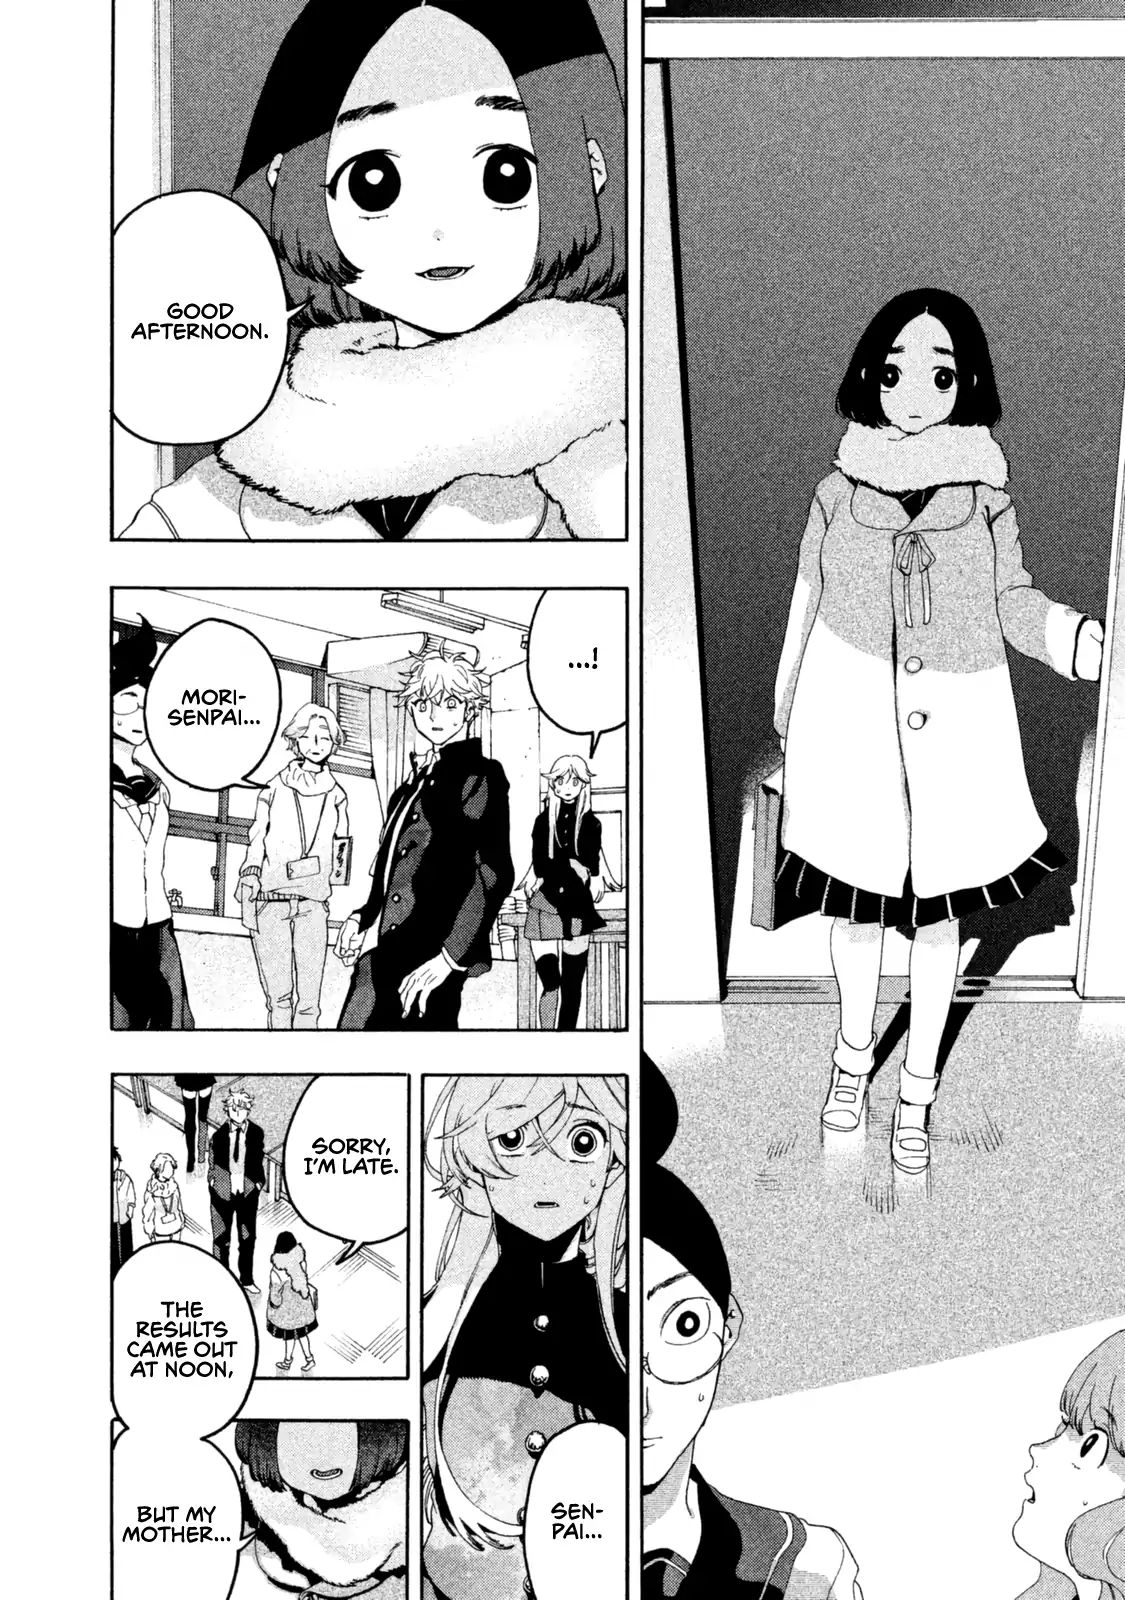 GOOD
AFTERNOON.
...!
MORI-
SENPAI...
SEN-
PAI...
SORRY,
I'M LATE.
THE
RESULTS
CAME OUT
AT NOON,
BUT MY
MOTHER...